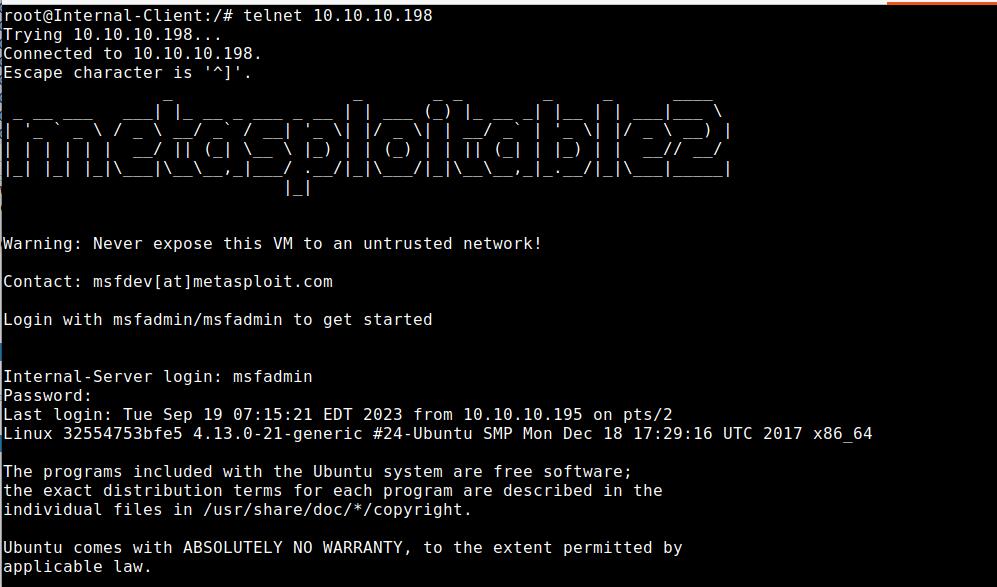 root@Internal-Client:/# telnet 10.10.10.198
Trying 10.10.10.198...
Connected to 10.10.10.198.
Escape character is '^]'.
metasploitable2
Warning: Never expose this VM to an untrusted network!
Contact: msfdev[at]metasploit.com
Login with msfadmin/msfadmin to get started
Internal-Server login: msfadmin
Password:
Last login: Tue Sep 19 07:15:21 EDT 2023 from 10.10.10.195 on pts/2
Linux 32554753bfe5 4.13.0-21-generic #24-Ubuntu SMP Mon Dec 18 17:29:16 UTC 2017 x86_64
The programs included with the Ubuntu system are free software;
the exact distribution terms for each program are described in the
individual files in /usr/share/doc/*/copyright.
Ubuntu comes with ABSOLUTELY NO WARRANTY, to the extent permitted by
applicable law.